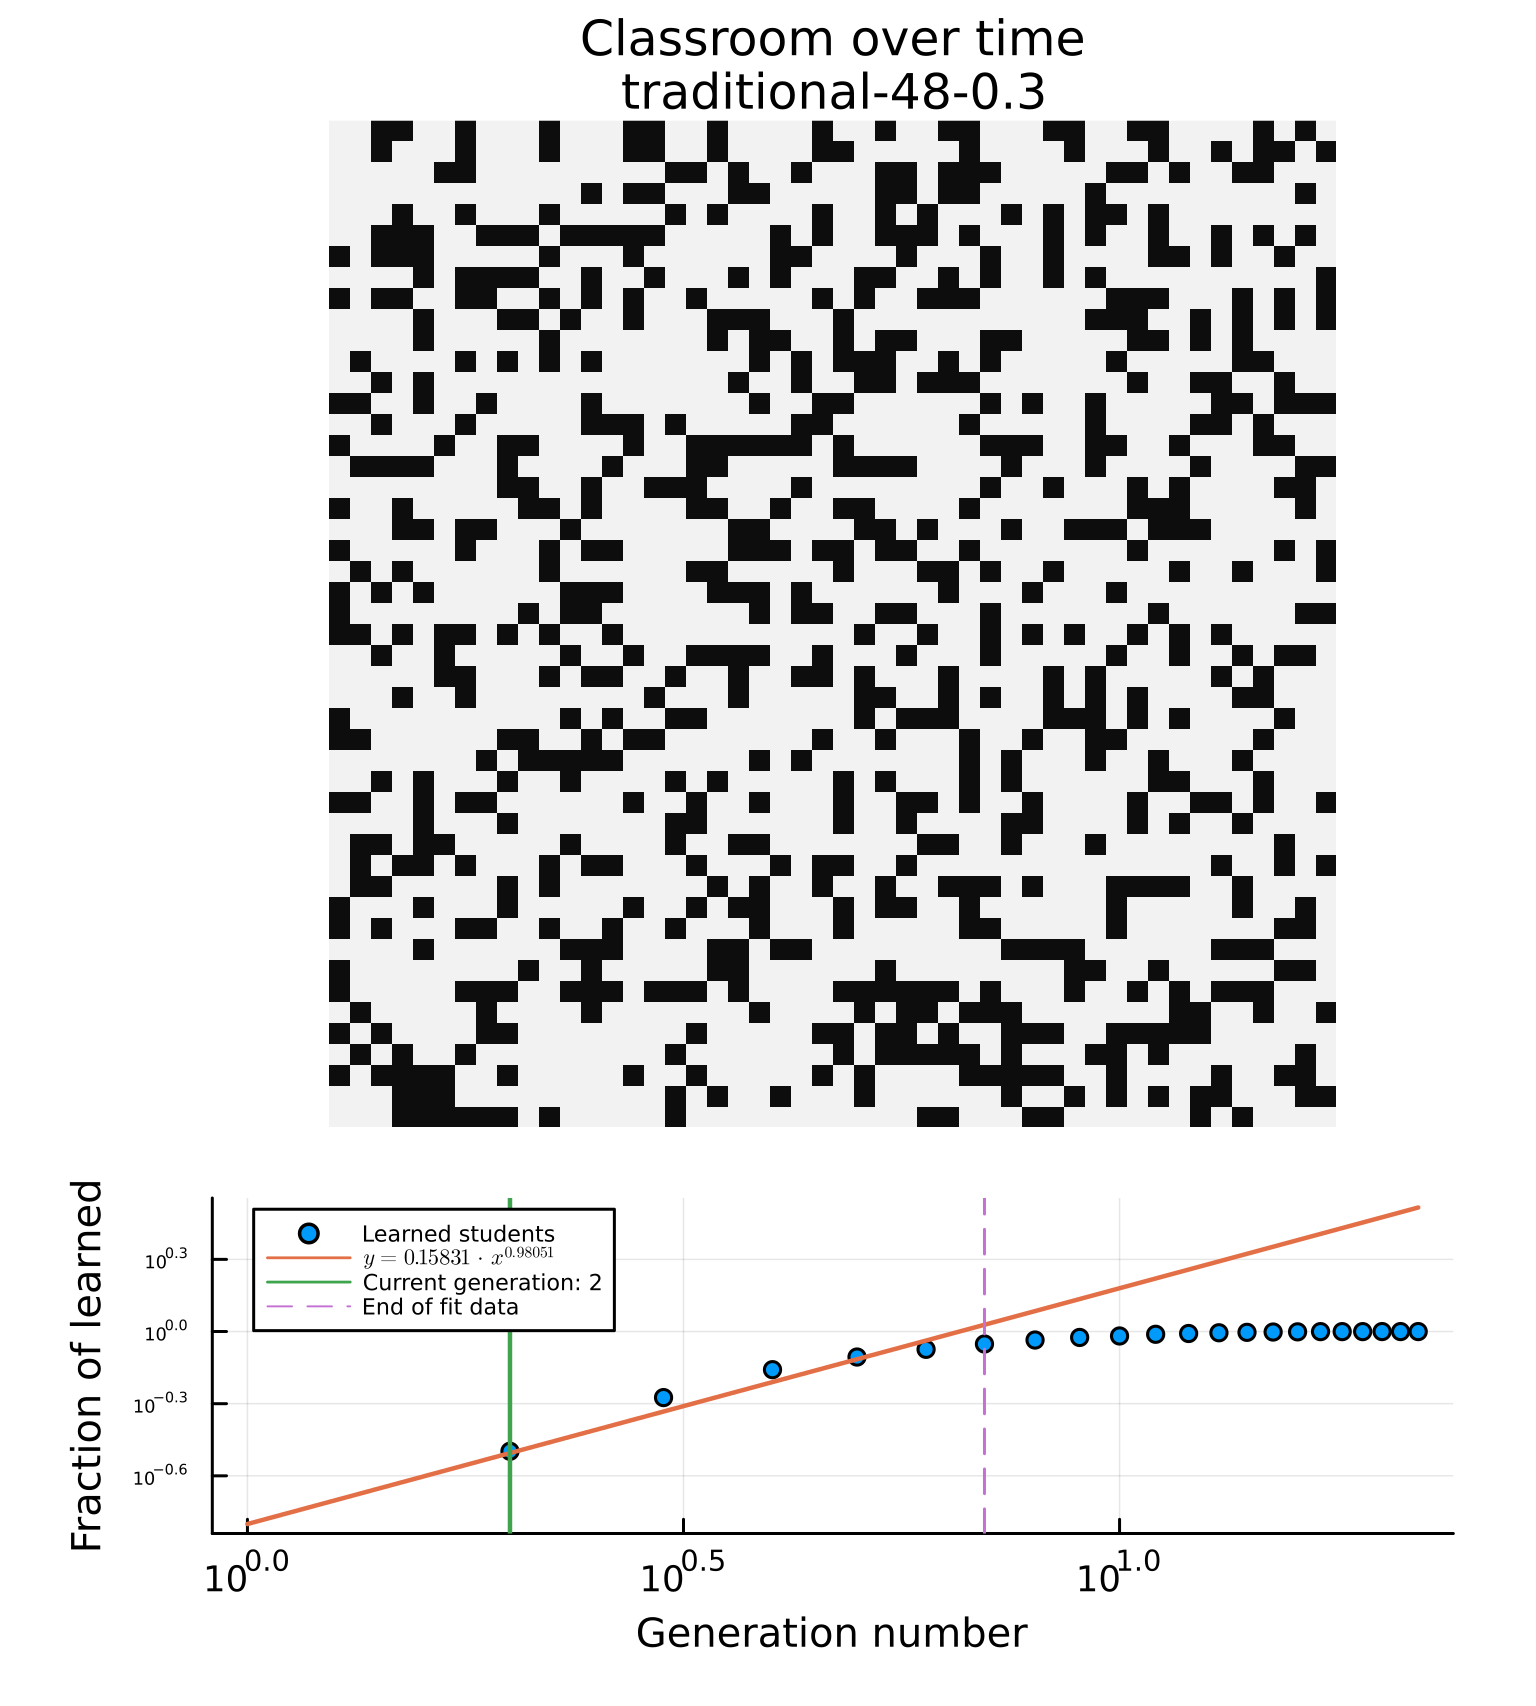 Classroom over time
traditional-48-0.3
Fraction of learned
10^0.3
10^0.0
10^−0.3
10^−0.6
Learned students
y = 0.15831 · x^0.98051
Current generation: 2
End of fit data
10^0.0 10^0.5 10^1.0
Generation number